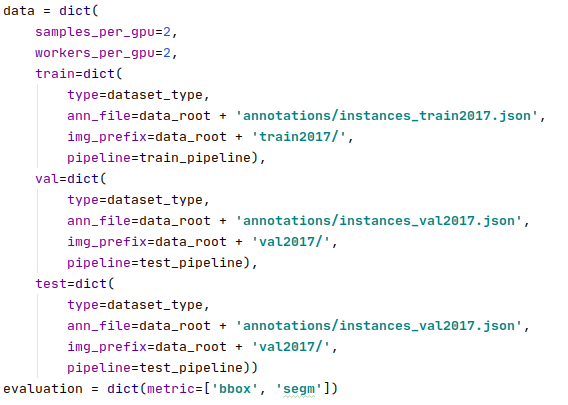 data = dict(
    samples_per_gpu=2,
    workers_per_gpu=2,
    train=dict(
        type=dataset_type,
        ann_file=data_root + 'annotations/instances_train2017.json',
        img_prefix=data_root + 'train2017/',
        pipeline=train_pipeline),
    val=dict(
        type=dataset_type,
        ann_file=data_root + 'annotations/instances_val2017.json',
        img_prefix=data_root + 'val2017/',
        pipeline=test_pipeline),
    test=dict(
        type=dataset_type,
        ann_file=data_root + 'annotations/instances_val2017.json',
        img_prefix=data_root + 'val2017/',
        pipeline=test_pipeline))
evaluation = dict(metric=['bbox', 'segm'])